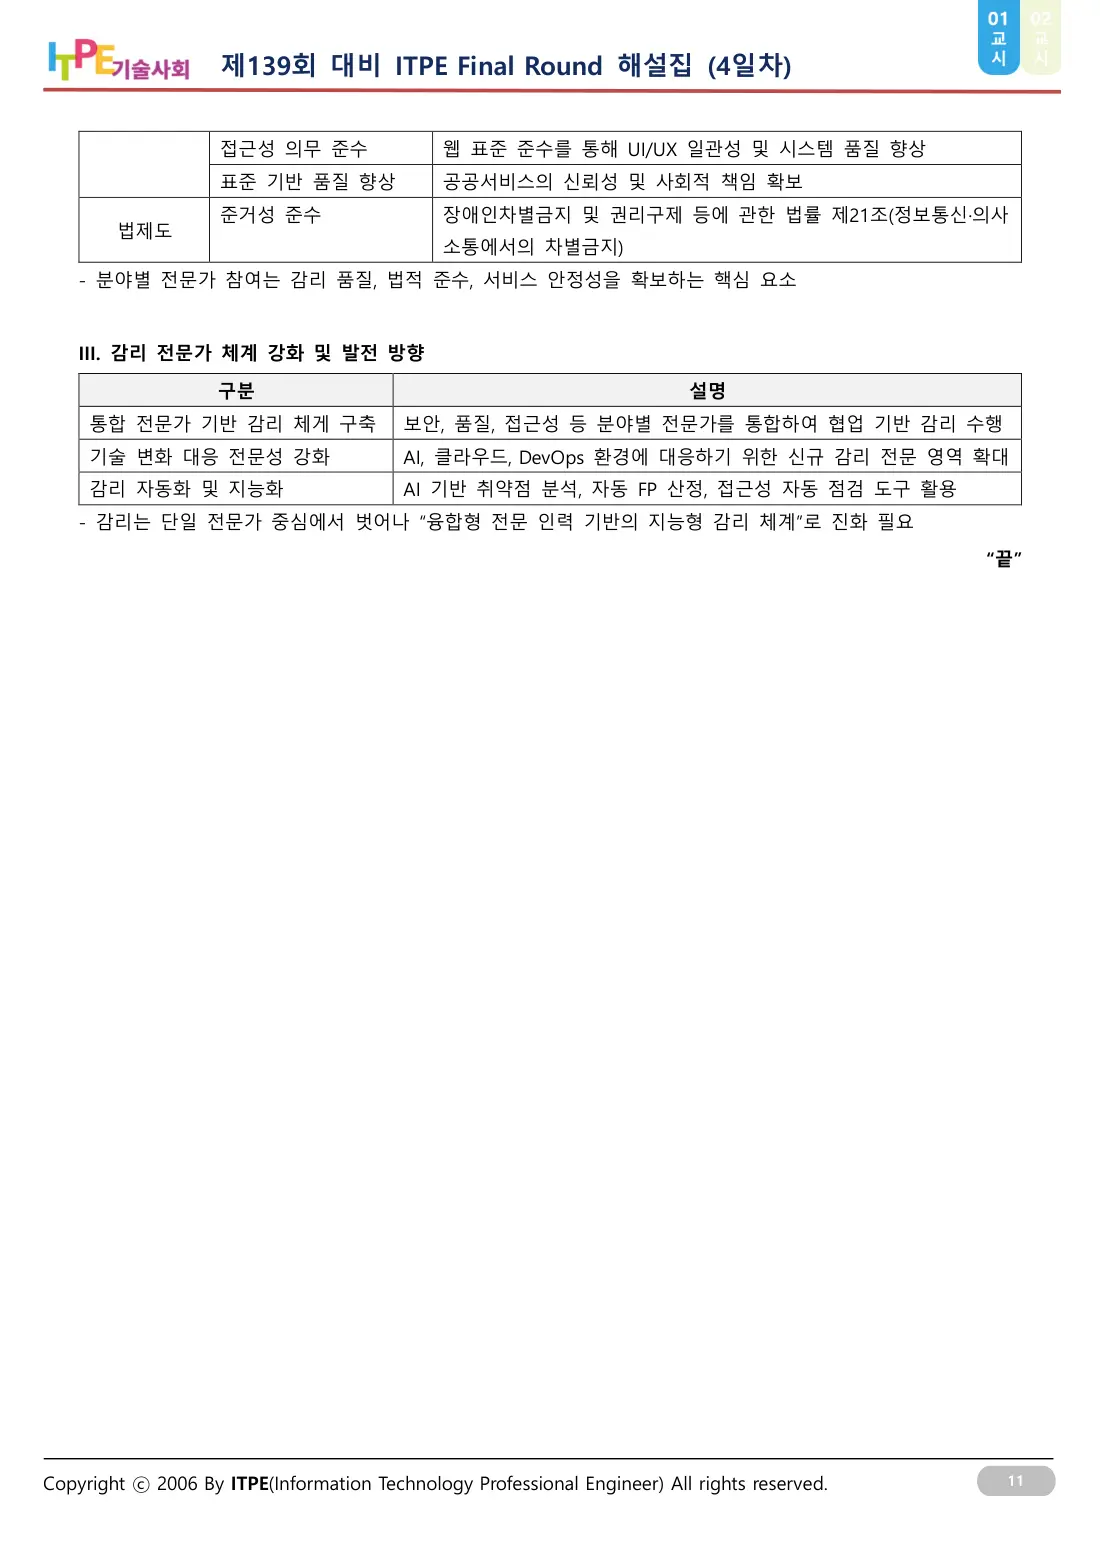 ITPE기술사회 제139회 대비 ITPE Final Round 해설집 (4일차)
01
교
시
02
교
시
접근성 의무 준수 웹 표준 준수를 통해 UI/UX 일관성 및 시스템 품질 향상
표준 기반 품질 향상 공공서비스의 신뢰성 및 사회적 책임 확보
법제도 준거성 준수 장애인차별금지 및 권리구제 등에 관한 법률 제21조(정보통신·의사
소통에서의 차별금지)
- 분야별 전문가 참여는 감리 품질, 법적 준수, 서비스 안정성을 확보하는 핵심 요소
III. 감리 전문가 체계 강화 및 발전 방향
구분 설명
통합 전문가 기반 감리 체게 구축 보안, 품질, 접근성 등 분야별 전문가를 통합하여 협업 기반 감리 수행
기술 변화 대응 전문성 강화 AI, 클라우드, DevOps 환경에 대응하기 위한 신규 감리 전문 영역 확대
감리 자동화 및 지능화 AI 기반 취약점 분석, 자동 FP 산정, 접근성 자동 점검 도구 활용
- 감리는 단일 전문가 중심에서 벗어나 “융합형 전문 인력 기반의 지능형 감리 체계”로 진화 필요
“끝”
Copyright ⓒ 2006 By ITPE(Information Technology Professional Engineer) All rights reserved.
11